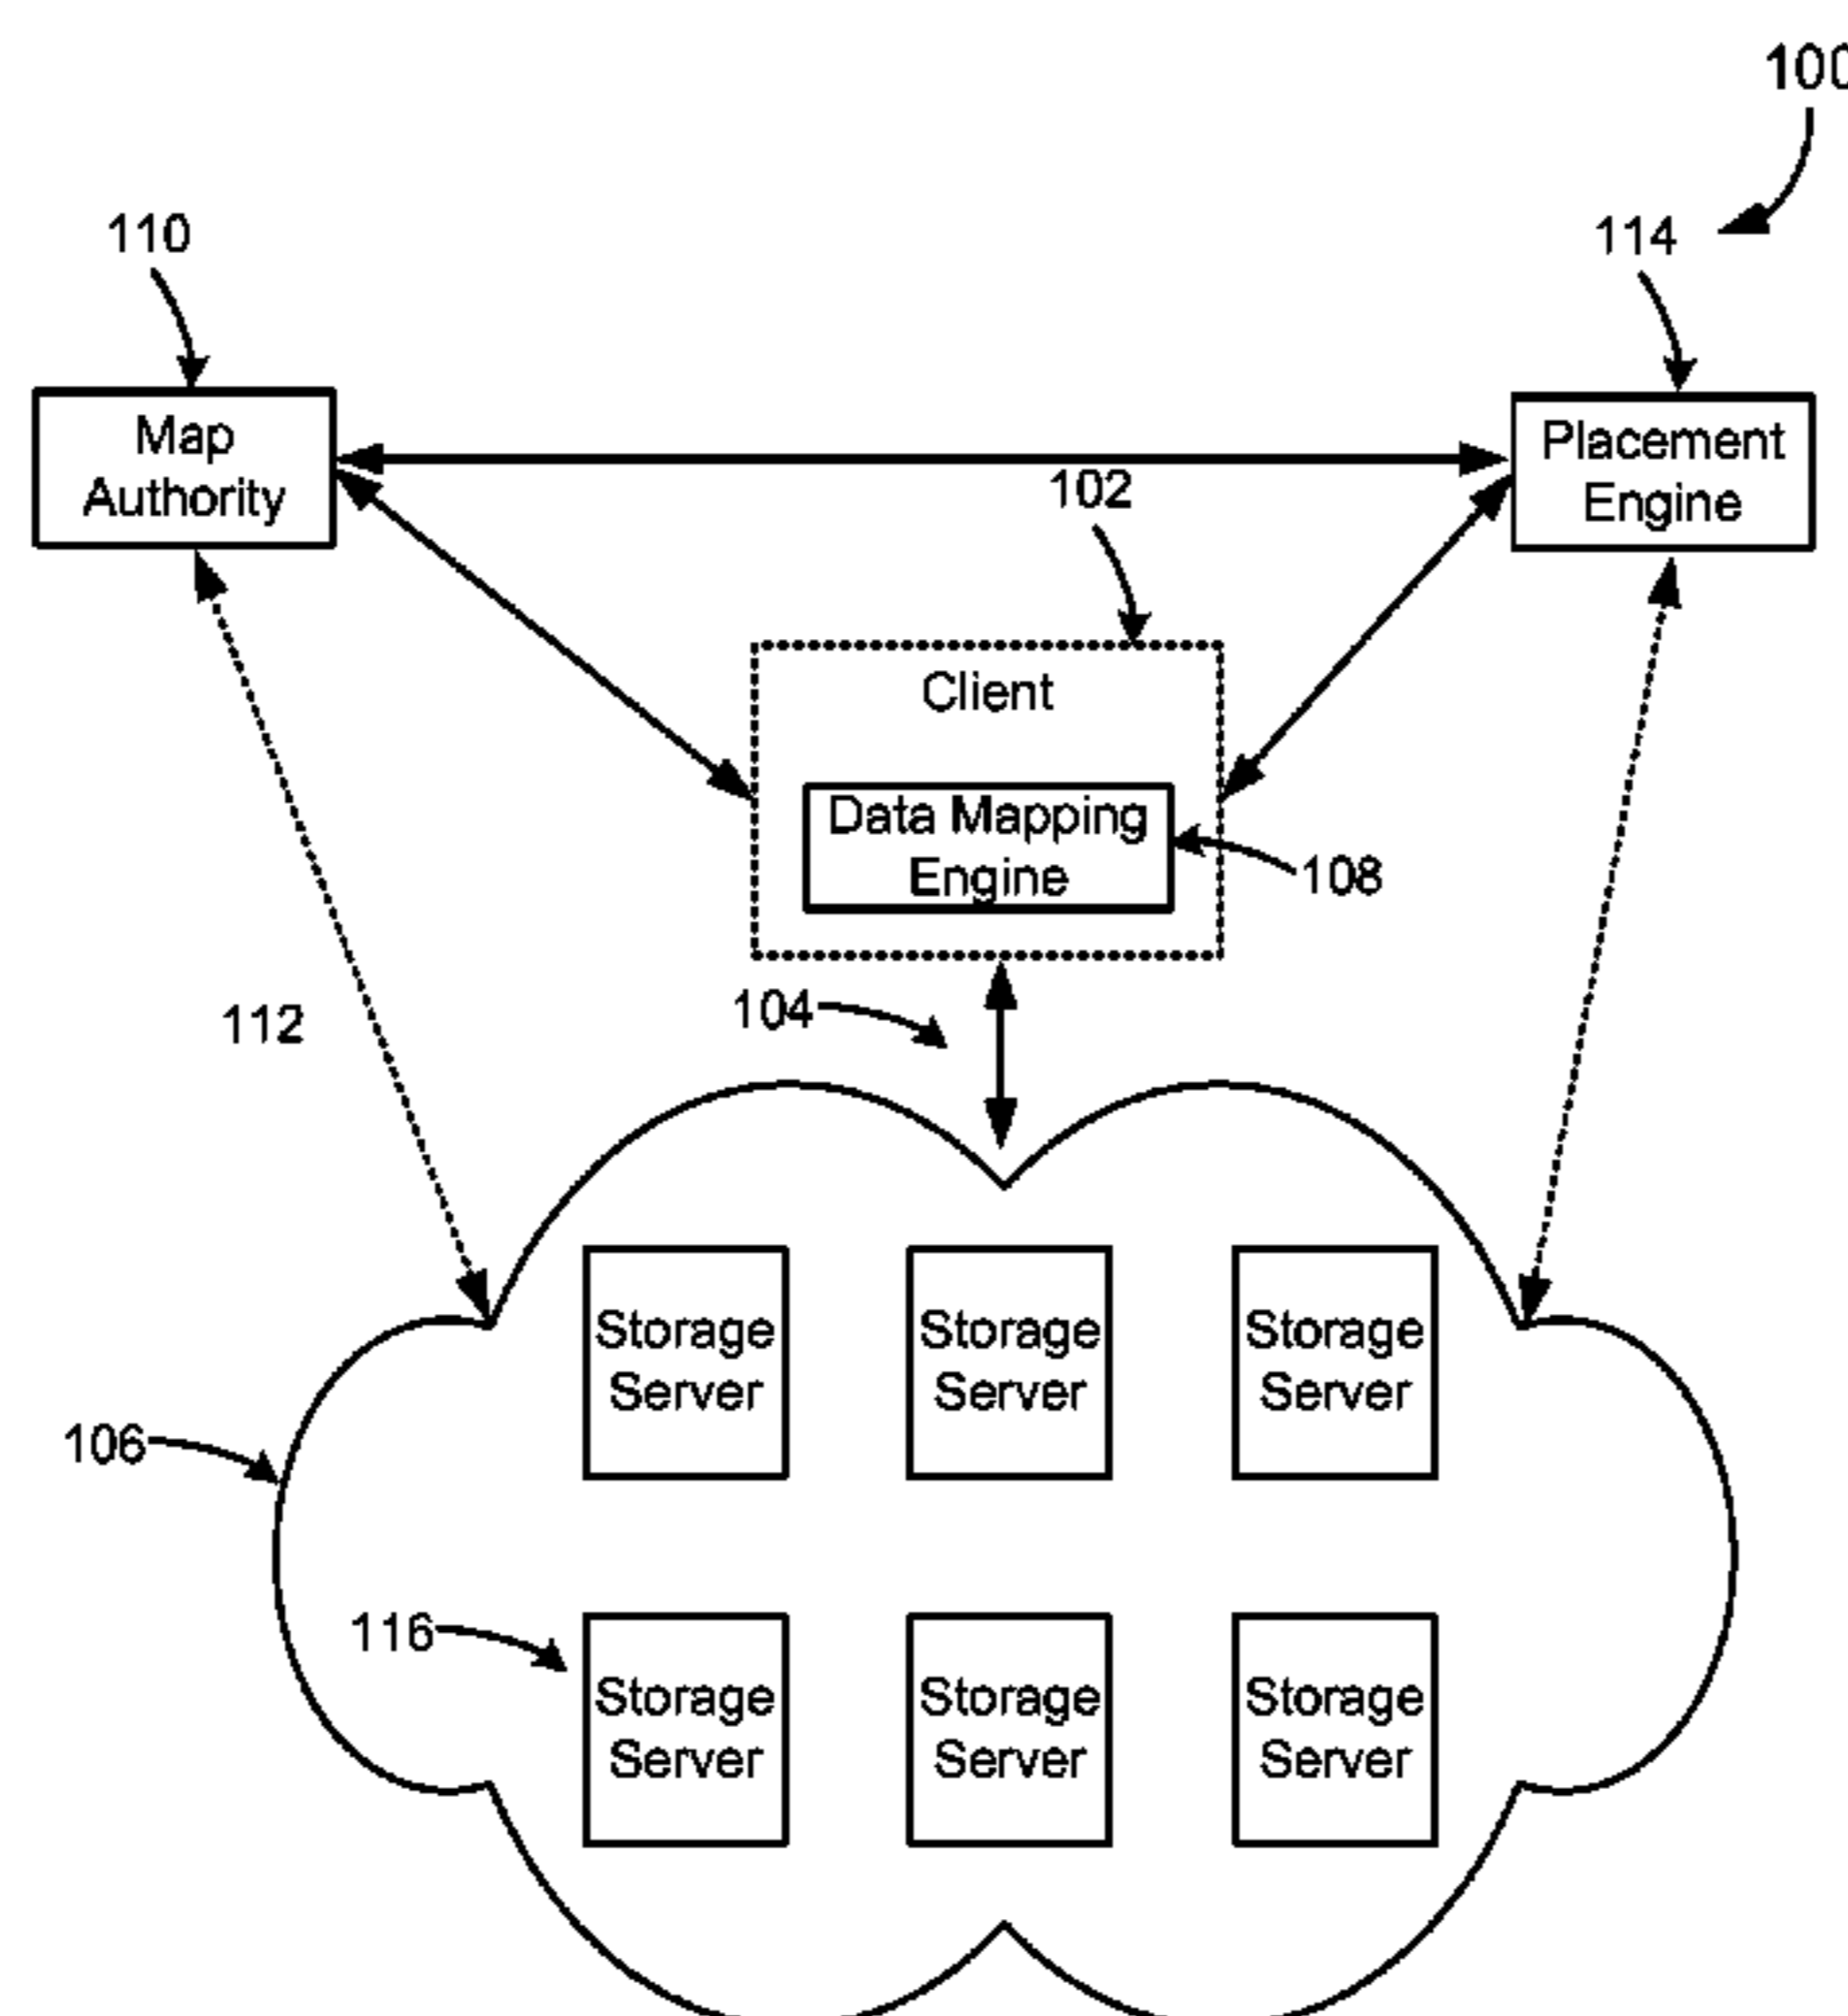 100
110
114
Map
Authority
Placement
Engine
102
Client
Data Mapping
Engine
108
104
112
Storage
Server
Storage
Server
Storage
Server
106
116
Storage
Server
Storage
Server
Storage
Server